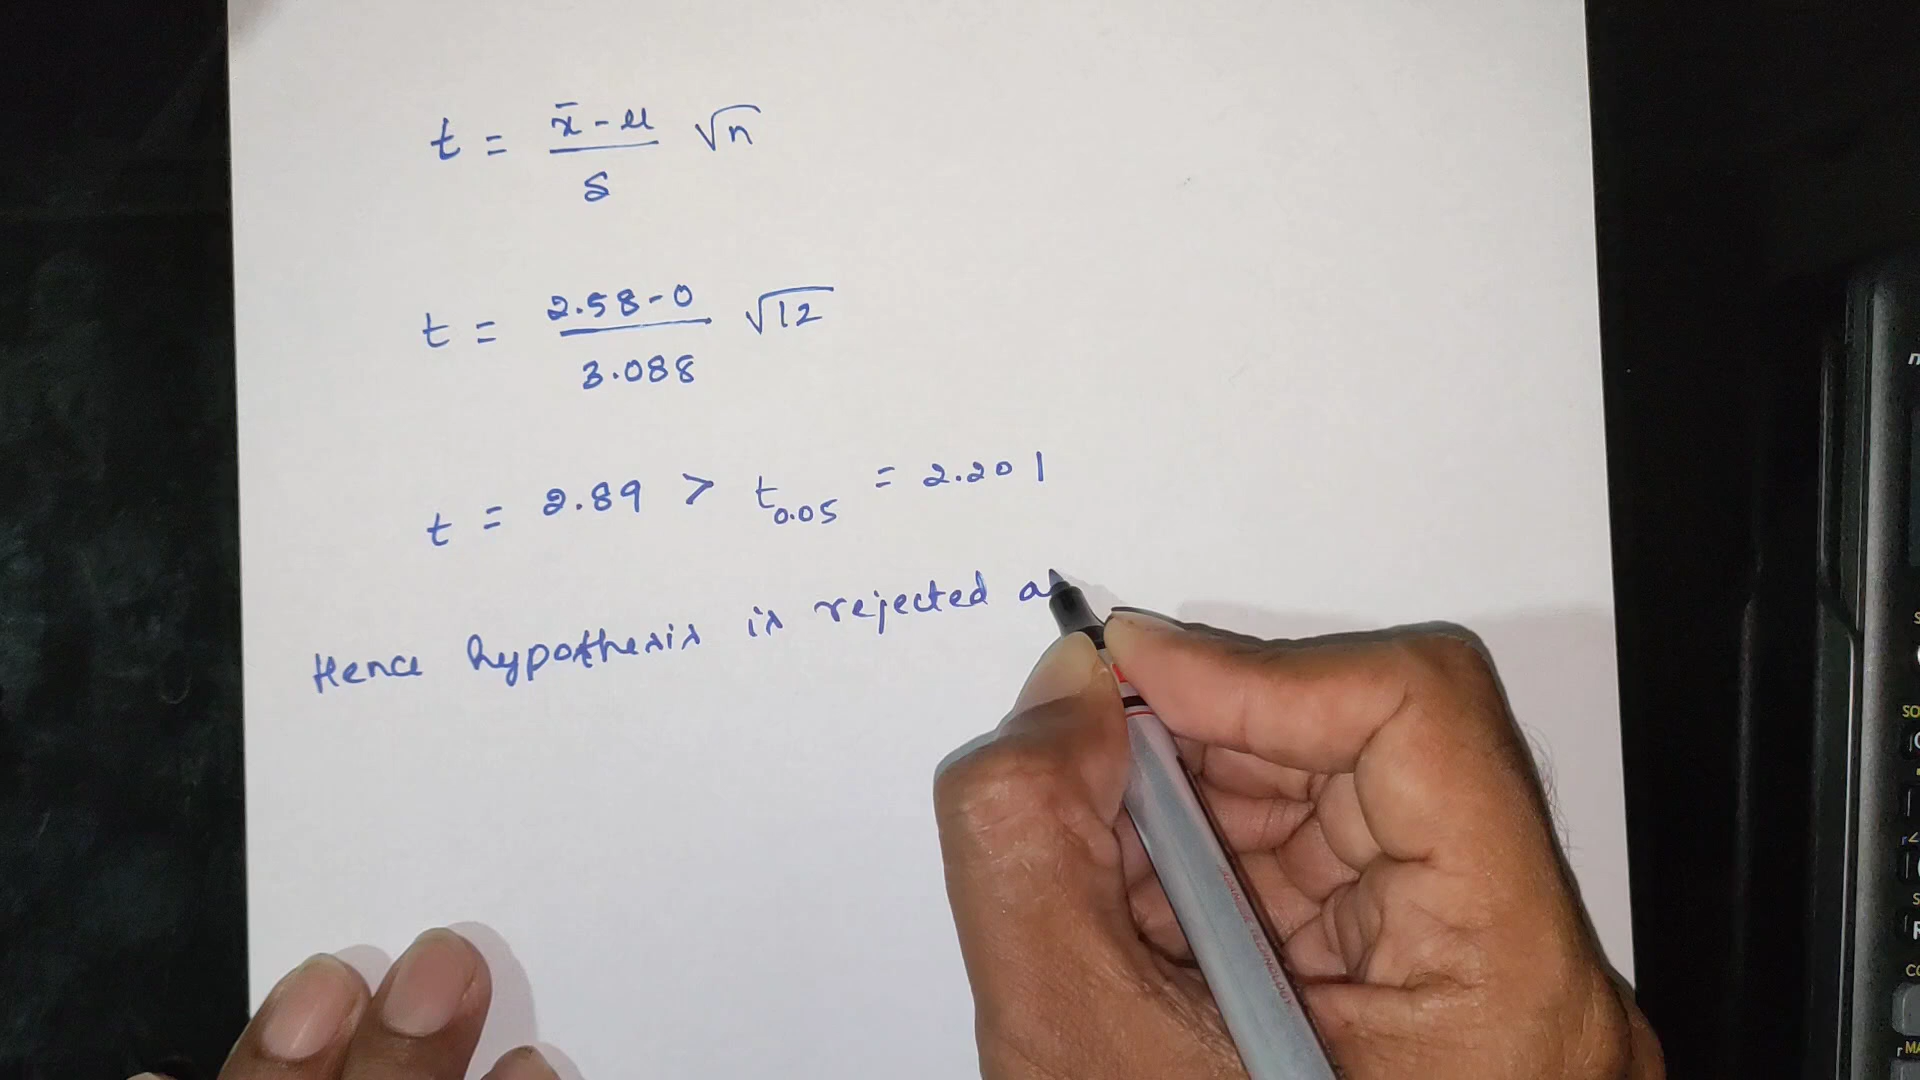 t = x̄ - μ / s √n
t = 2.58 - 0 / 3.088 √12
t = 2.89 > t0.05 = 2.201
Hence hypothesis is rejected